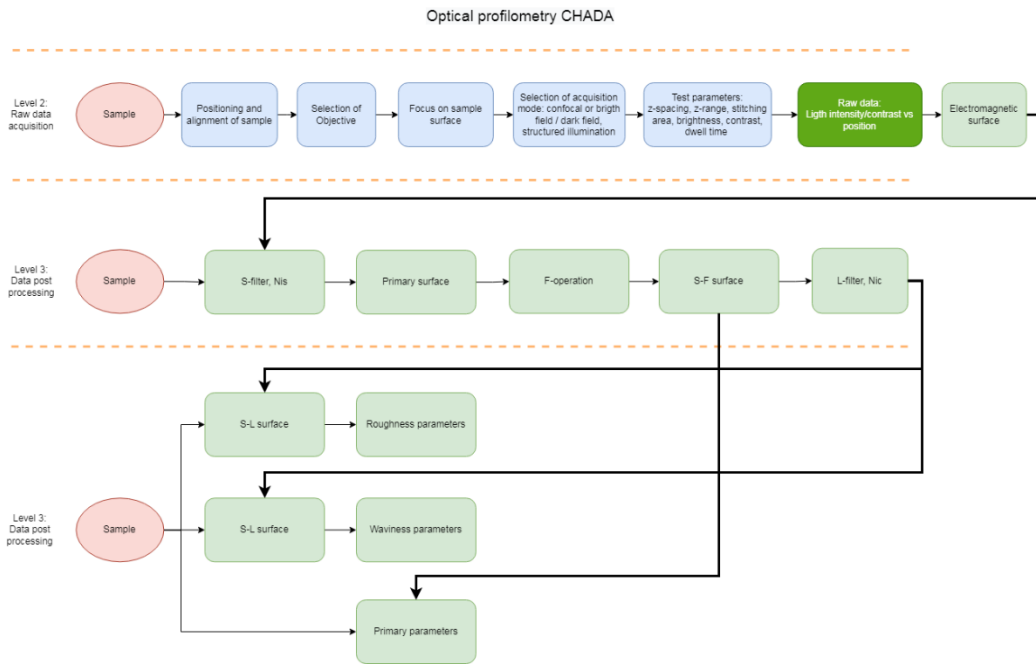 Optical profilometry CHADA
Level 2:
Raw data
acquisition
Sample
Positioning and
alignment of sample
Selection of
Objective
Focus on sample
surface
Selection of acquisition
mode: confocal or brigth
field / dark field,
structured illumination
Test parameters:
z-spacing, z-range, stitching
area, brightness, contrast,
dwell time
Raw data:
Ligth intensity/contrast vs
position
Electromagnetic
surface
Level 3:
Data post
processing
Sample
S-filter, Nis
Primary surface
F-operation
S-F surface
L-filter, Nic
Level 3:
Data post
processing
Sample
S-L surface
Roughness parameters
S-L surface
Waviness parameters
Primary parameters